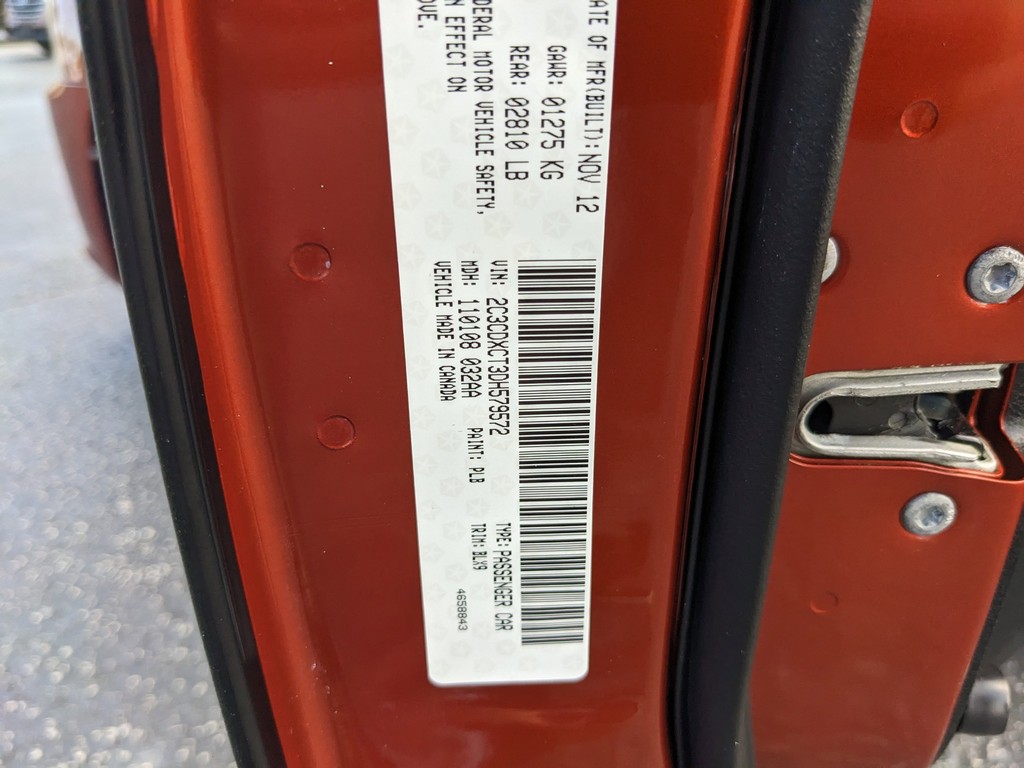 ATE OF MFR(BUILT): NOV 12
GAWR: 01275 KG
REAR: 02810 LB
DERAL MOTOR VEHICLE SAFETY,
N EFFECT ON
OVE.
VIN: 2C3CDXCT3DH579572 TYPE: PASSENGER CAR
MDH: 110108 032AA PAINT: PLB TRIM: BLX9
VEHICLE MADE IN CANADA 4658843